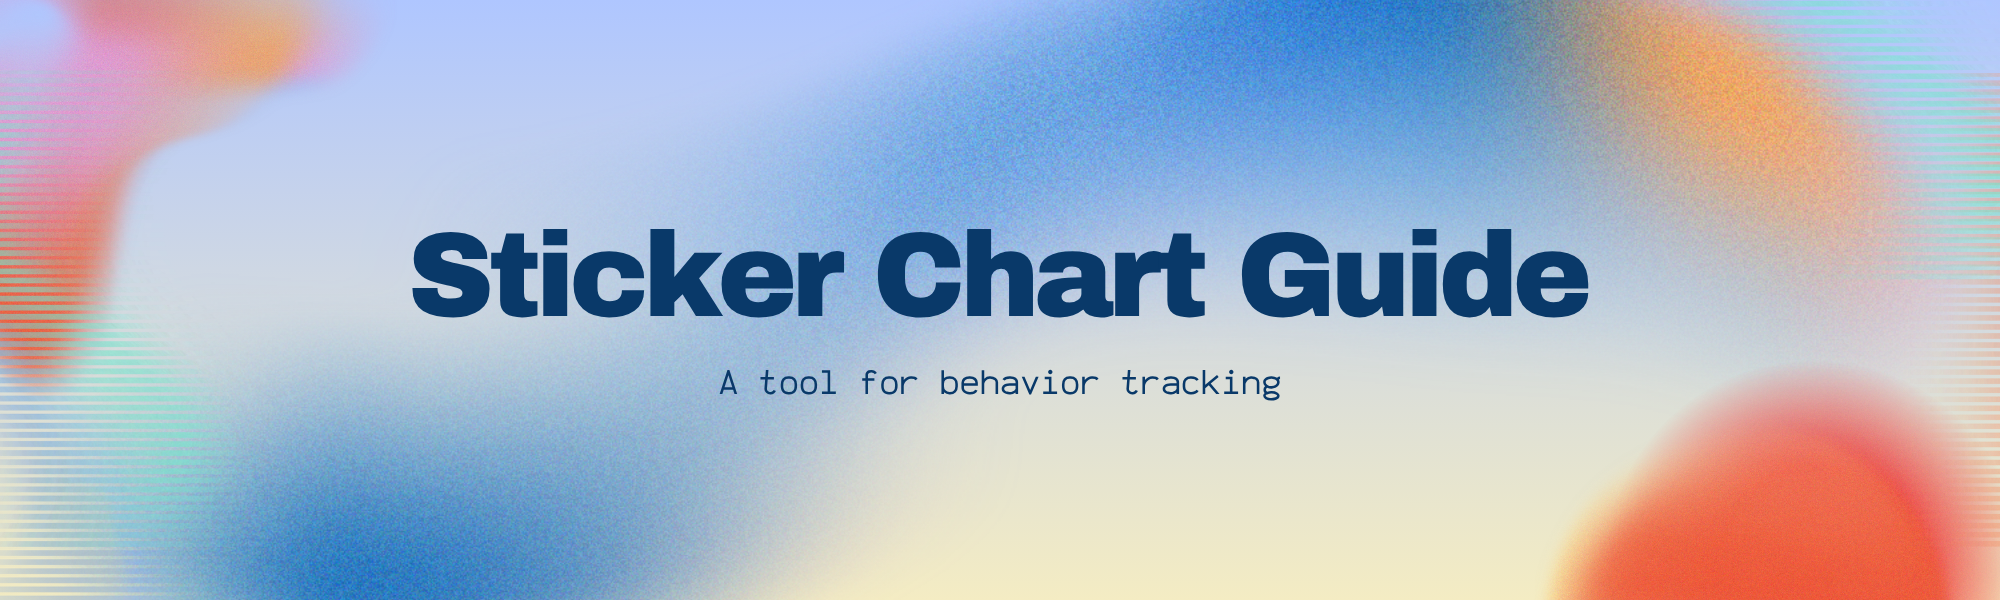 Sticker Chart Guide
A tool for behavior tracking